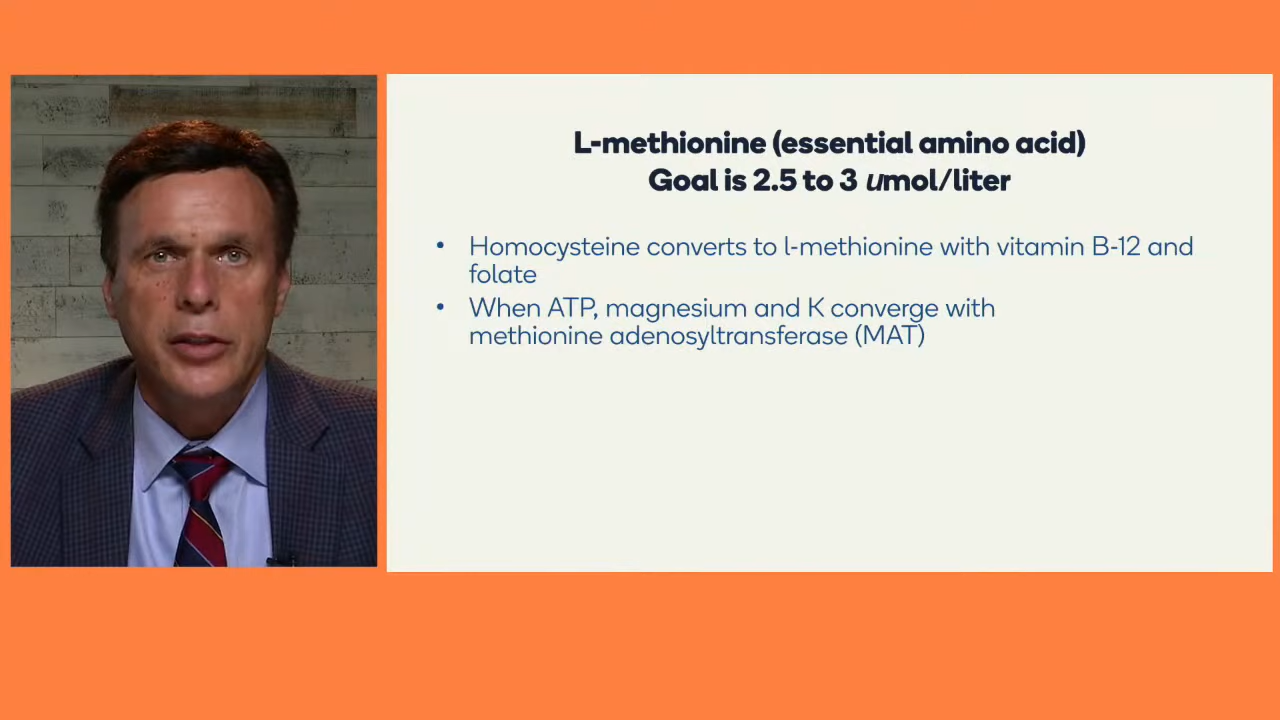 L-methionine (essential amino acid)
Goal is 2.5 to 3 umol/liter
• Homocysteine converts to l-methionine with vitamin B-12 and
folate
• When ATP, magnesium and K converge with
methionine adenosyltransferase (MAT)